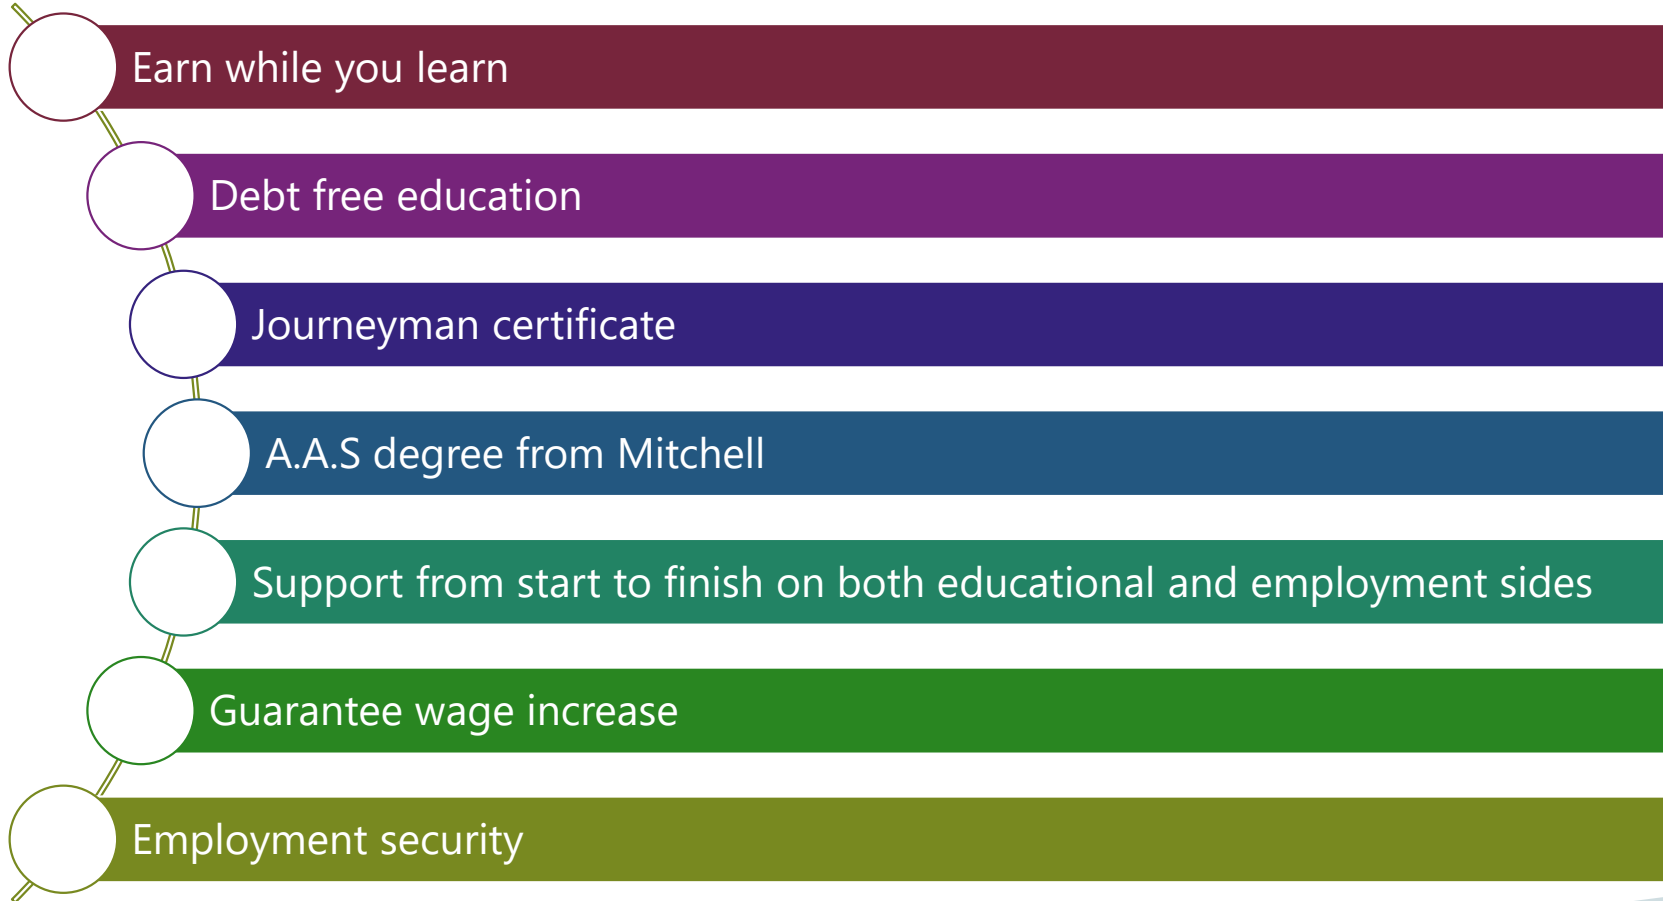 Earn while you learn
Debt free education
Journeyman certificate
A.A.S degree from Mitchell
Support from start to finish on both educational and employment sides
Guarantee wage increase
Employment security